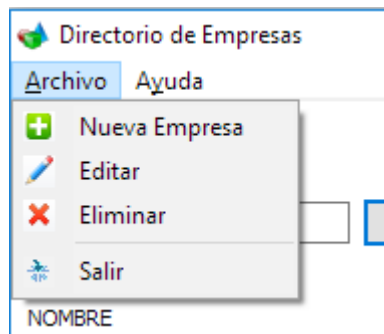 Directorio de Empresas
Archivo Ayuda
Nueva Empresa
Editar
Eliminar
Salir
NOMBRE